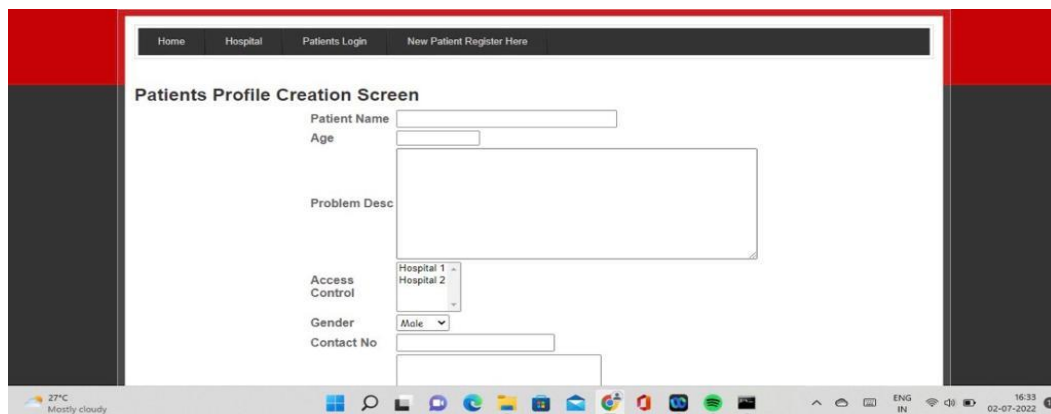 Home Hospital Patients Login New Patient Register Here
Patients Profile Creation Screen
Patient Name
Age
Problem Desc
Hospital 1
Hospital 2
Access
Control
Gender Male
Contact No
27°C
Mostly cloudy
ENG
IN
16:33
02-07-2022